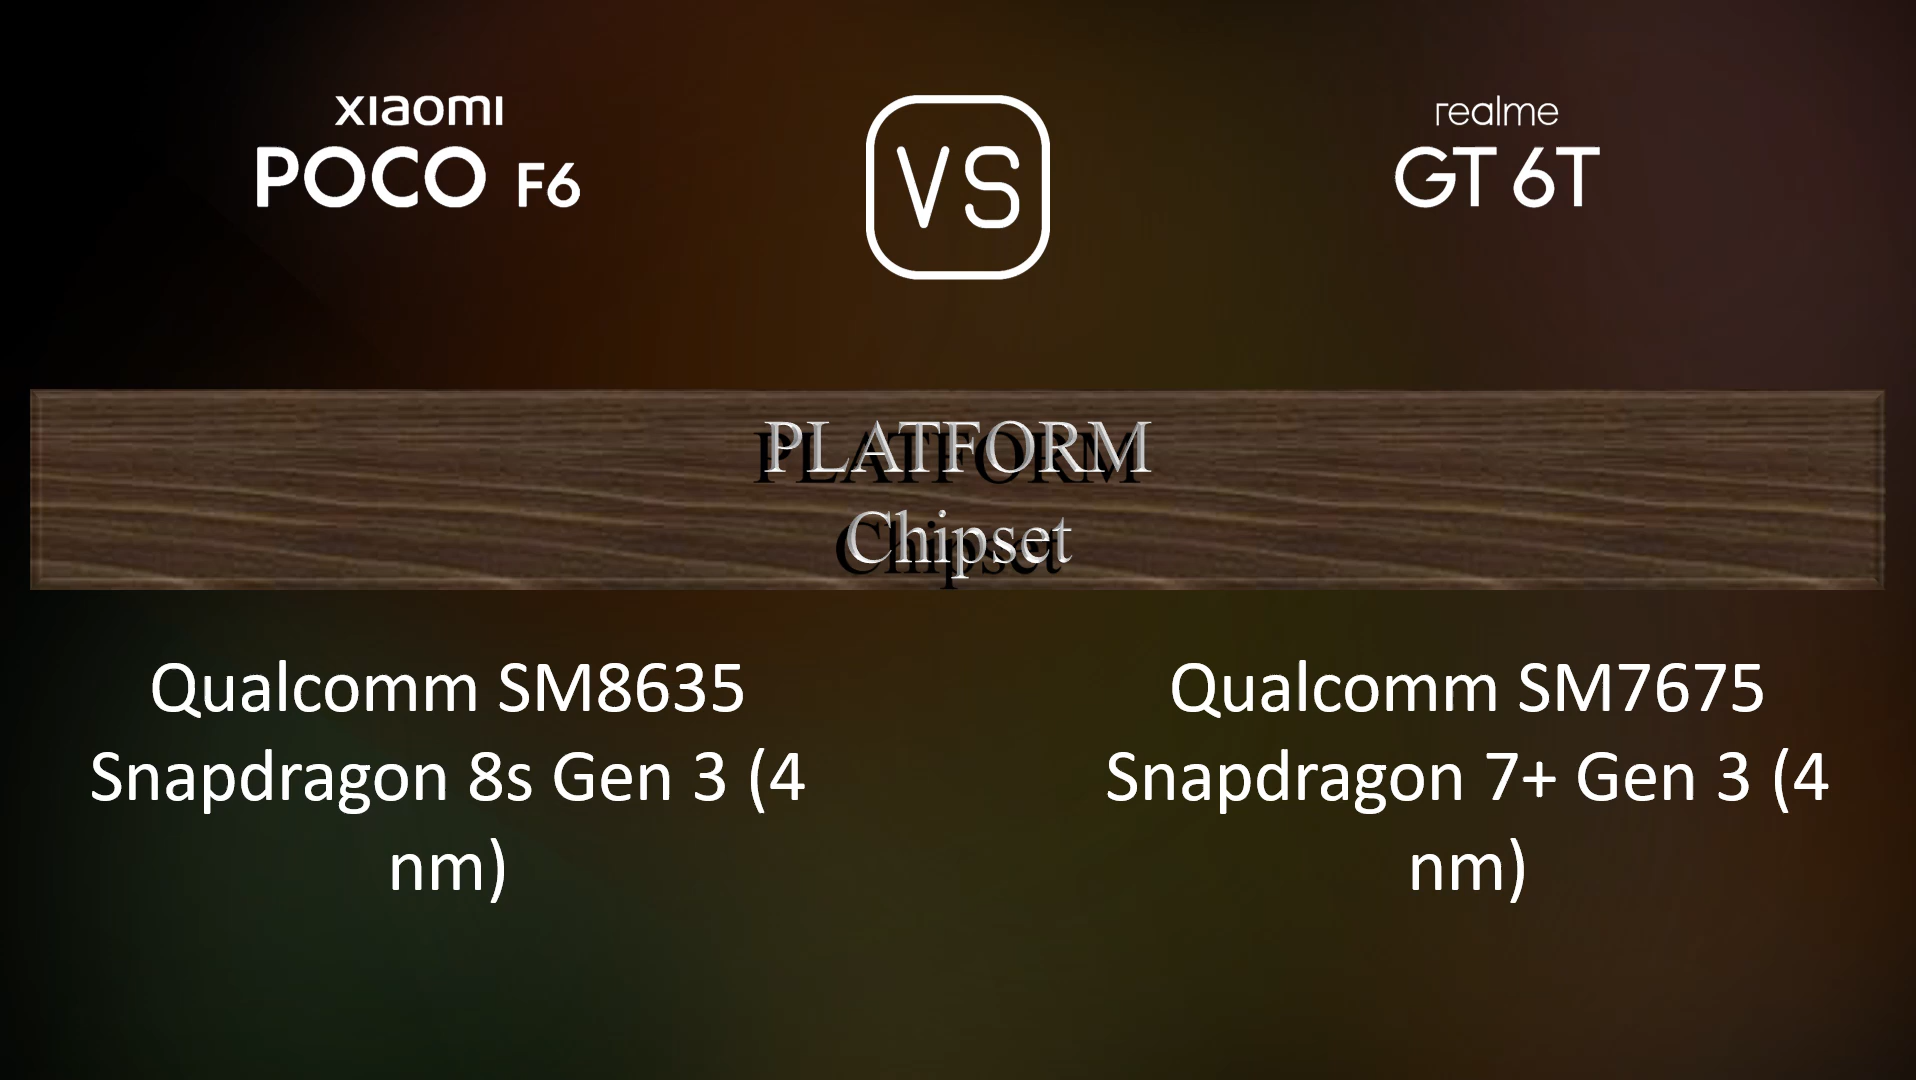 xiaomi
POCO F6
VS
realme
GT 6T
PLATFORM
Chipset
Qualcomm SM8635
Snapdragon 8s Gen 3 (4
nm)
Qualcomm SM7675
Snapdragon 7+ Gen 3 (4
nm)